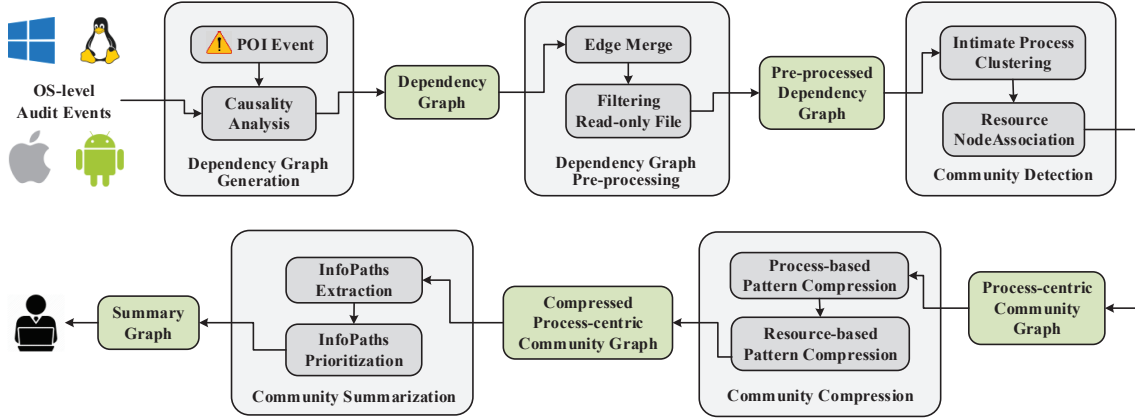 OS-level
Audit Events
POI Event
Causality
Analysis
Dependency Graph
Generation
Dependency
Graph
Edge Merge
Filtering
Read-only File
Dependency Graph
Pre-processing
Pre-processed
Dependency
Graph
Intimate Process
Clustering
Resource
NodeAssociation
Community Detection
Process-centric
Community
Graph
Process-based
Pattern Compression
Resource-based
Pattern Compression
Community Compression
Compressed
Process-centric
Community Graph
InfoPaths
Extraction
InfoPaths
Prioritization
Community Summarization
Summary
Graph